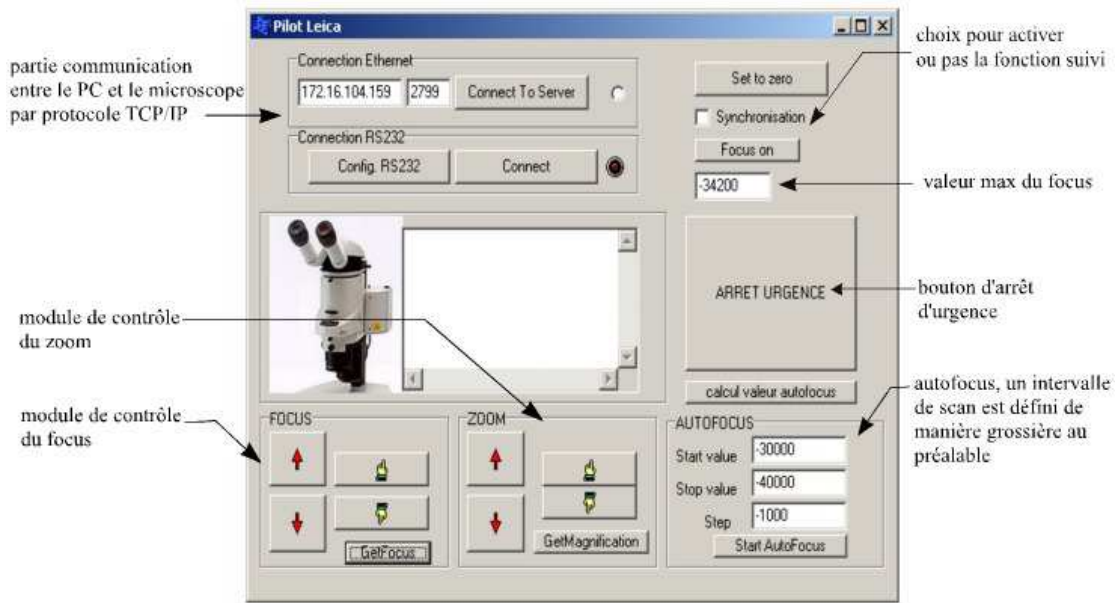 Pilot Leica
partie communication
entre le PC et le microscope
par protocole TCP/IP
Connection Ethernet
172.16.104.159 2799 Connect To Server
Connection RS232
Config. RS232 Connect
Set to zero
Synchronisation
Focus on
-34200
choix pour activer
ou pas la fonction suivi
valeur max du focus
ARRET URGENCE
bouton d'arrêt
d'urgence
module de contrôle
du zoom
module de contrôle
du focus
calcul valeur autofocus
autofocus, un intervalle
de scan est défini de
manière grossière au
préalable
FOCUS
GetFocus
ZOOM
GetMagnification
AUTOFOCUS
Start value -30000
Stop value -40000
Step -1000
Start AutoFocus